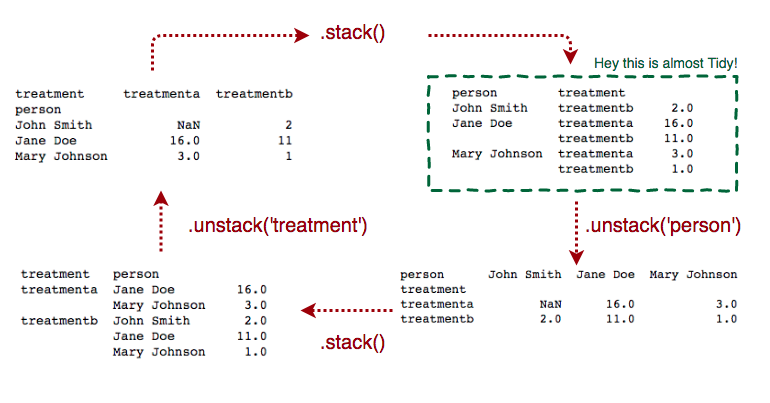 .stack()
Hey this is almost Tidy!
treatment treatmenta treatmentb
person
John Smith NaN 2
Jane Doe 16.0 11
Mary Johnson 3.0 1
person treatment
John Smith treatmentb 2.0
Jane Doe treatmenta 16.0
treatmentb 11.0
Mary Johnson treatmenta 3.0
treatmentb 1.0
.unstack('treatment')
.unstack('person')
treatment person
treatmenta Jane Doe 16.0
Mary Johnson 3.0
treatmentb John Smith 2.0
Jane Doe 11.0
Mary Johnson 1.0
person John Smith Jane Doe Mary Johnson
treatment
treatmenta NaN 16.0 3.0
treatmentb 2.0 11.0 1.0
.stack()